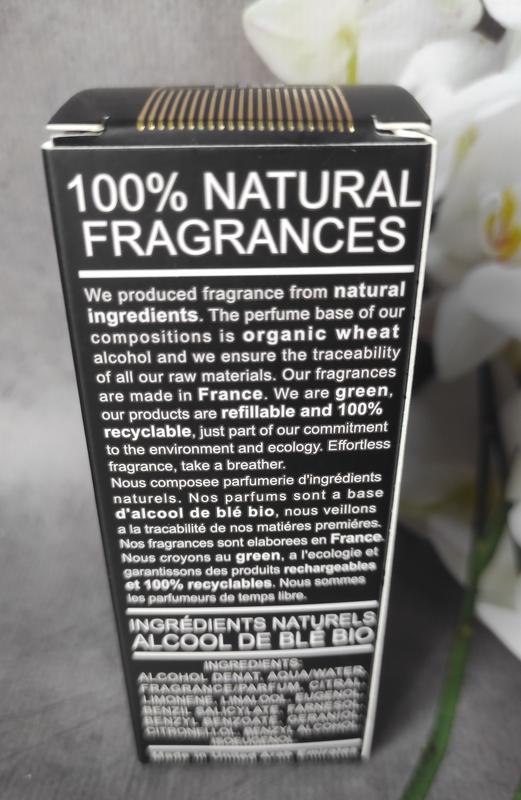 100% NATURAL
FRAGRANCES
We produced fragrance from natural
ingredients. The perfume base of our
compositions is organic wheat
alcohol and we ensure the traceability
of all our raw materials. Our fragrances
are made in France. We are green,
our products are refillable and 100%
recyclable, just part of our commitment
to the environment and ecology. Effortless
fragrance, take a breather.
Nous composee parfumerie d'ingrédients
naturels. Nos parfums sont a base
d'alcool de blé bio, nous veillons
a la tracabilité de nos matiéres premiéres.
Nos fragrances sont elaborees en France.
Nous croyons au green, a l'ecologie et
garantissons des produits rechargeables
et 100% recyclables. Nous sommes
les parfumeurs de temps libre.
INGRÉDIENTS NATURELS
ALCOOL DE BLÉ BIO
INGREDIENTS:
ALCOHOL DENAT, AQUA/WATER,
FRAGRANCE/PARFUM, CITRAL,
LIMONENE, LINALOOL, EUGENOL,
BENZIL SALICYLATE, FARNESOL,
BENZYL BENZOATE, GERANIOL,
CITRONELLOL, BENZYL ALCOHOL,
ISOEUGENOL
Made in United Arab Emirates